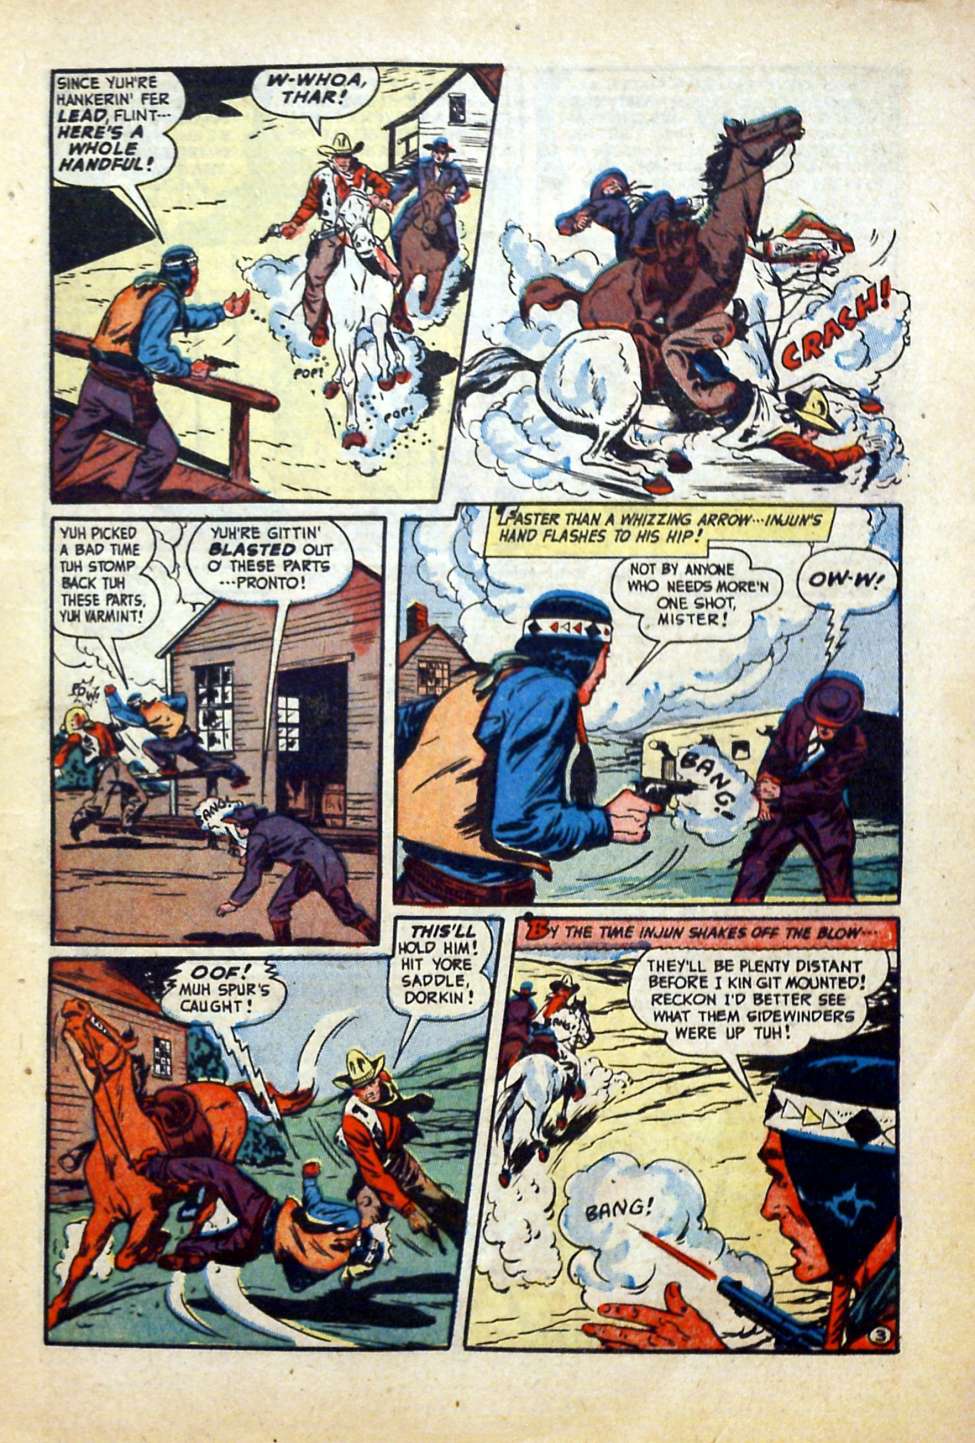 SINCE YUH'RE
HANKERIN' FER
LEAD, FLINT---
HERE'S A
WHOLE
HANDFUL!
W-WHOA,
THAR!
POP!
POP!
CRASH!
YUH PICKED
A BAD TIME
TUH STOMP
BACK TUH
THESE PARTS,
YUH VARMINT!
YUH'RE GITTIN'
BLASTED OUT
O' THESE PARTS
---PRONTO!
POW!
BANG!
FASTER THAN A WHIZZING ARROW---INJUN'S
HAND FLASHES TO HIS HIP!
NOT BY ANYONE
WHO NEEDS MORE'N
ONE SHOT,
MISTER!
OW-W!
BANG!
OOF!
MUH SPUR'S
CAUGHT!
THIS'LL
HOLD HIM!
HIT YORE
SADDLE,
DORKIN!
BY THE TIME INJUN SHAKES OFF THE BLOW---
THEY'LL BE PLENTY DISTANT
BEFORE I KIN GIT MOUNTED!
RECKON I'D BETTER SEE
WHAT THEM SIDEWINDERS
WERE UP TUH!
BANG!
BANG!
3